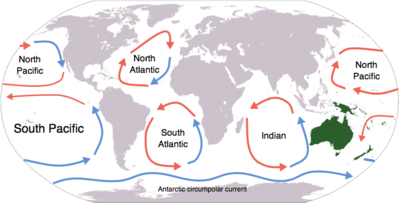 North
Pacific
North
Atlantic
North
Pacific
South Pacific
South
Atlantic
Indian
Antarctic circumpolar current